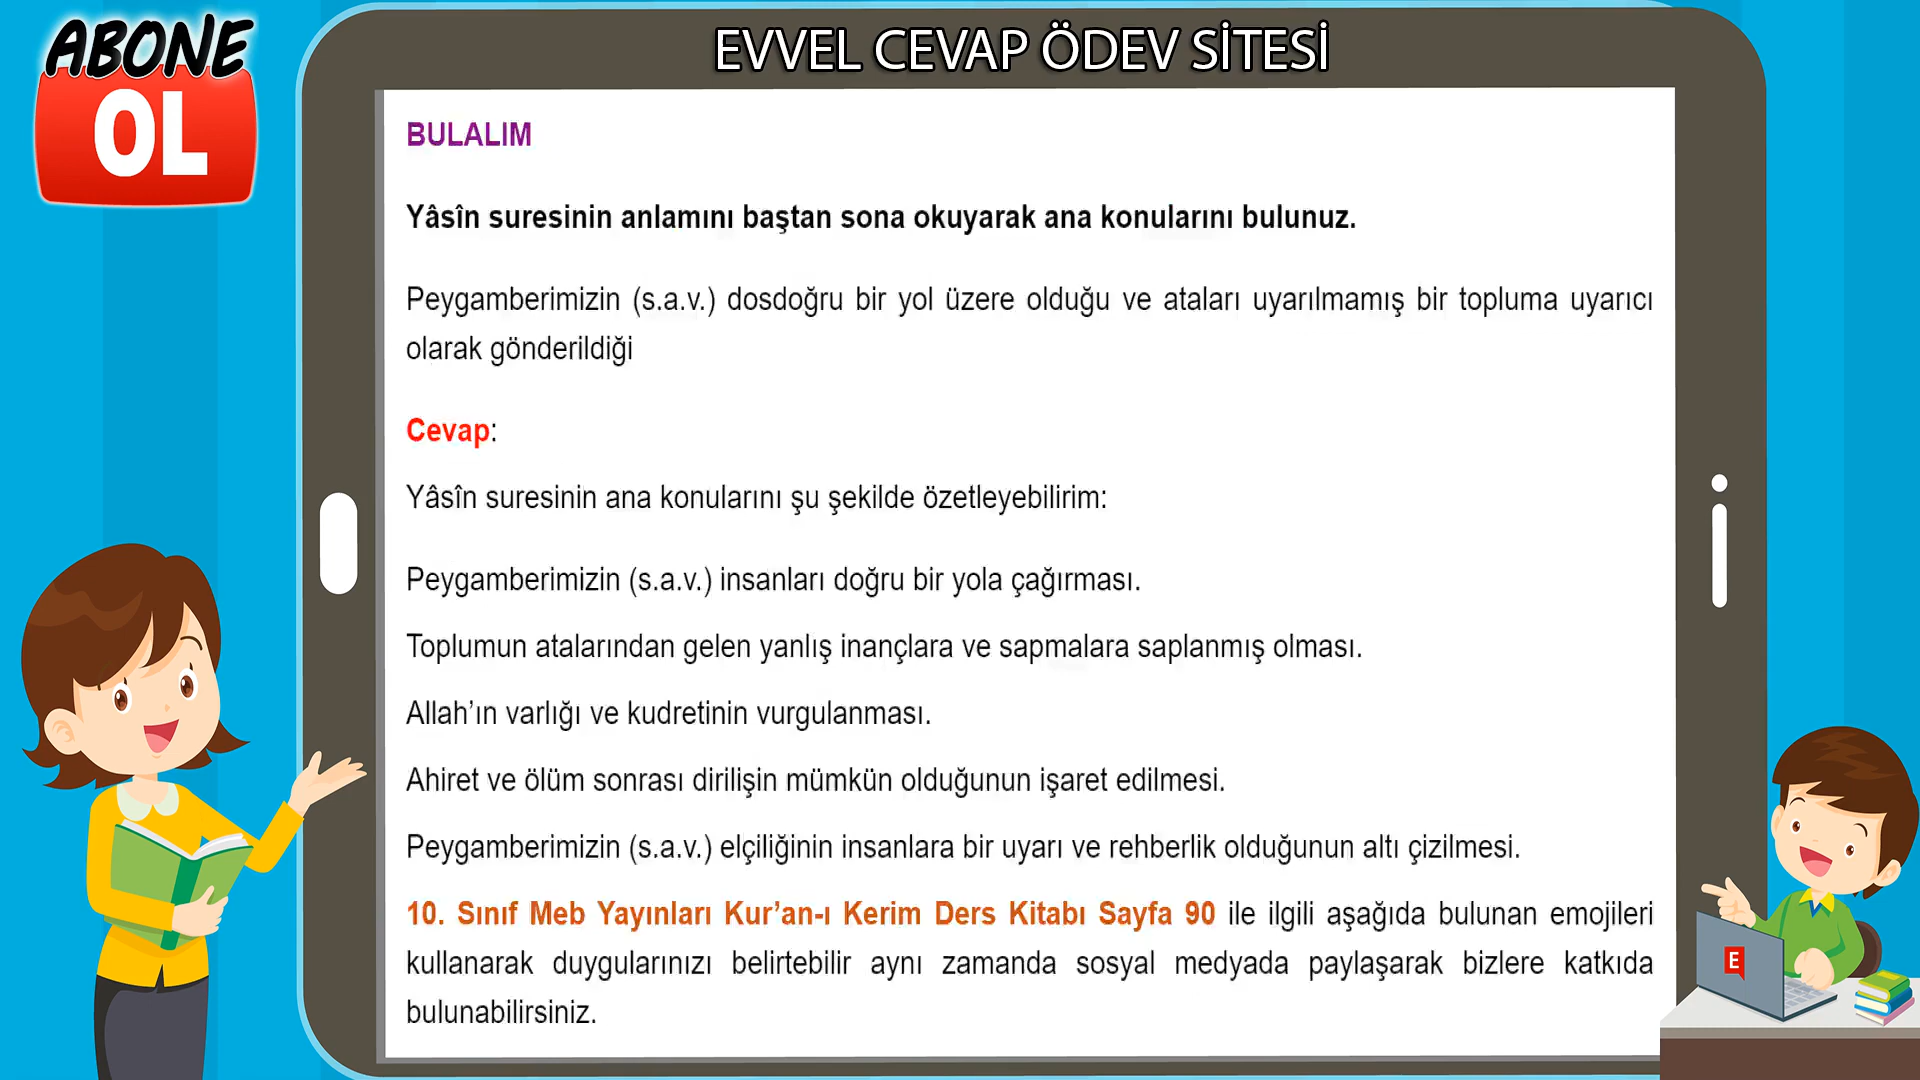 ABONE
OL
EVVEL CEVAP ÖDEV SİTESİ
BULALIM
Yâsîn suresinin anlamını baştan sona okuyarak ana konularını bulunuz.
Peygamberimizin (s.a.v.) dosdoğru bir yol üzere olduğu ve ataları uyarılmamış bir topluma uyarıcı
olarak gönderildiği
Cevap:
Yâsîn suresinin ana konularını şu şekilde özetleyebilirim:
Peygamberimizin (s.a.v.) insanları doğru bir yola çağırması.
Toplumun atalarından gelen yanlış inançlara ve sapmalara saplanmış olması.
Allah’ın varlığı ve kudretinin vurgulanması.
Ahiret ve ölüm sonrası dirilişin mümkün olduğunun işaret edilmesi.
Peygamberimizin (s.a.v.) elçiliğinin insanlara bir uyarı ve rehberlik olduğunun altı çizilmesi.
10. Sınıf Meb Yayınları Kur’an-ı Kerim Ders Kitabı Sayfa 90 ile ilgili aşağıda bulunan emojileri
kullanarak duygularınızı belirtebilir aynı zamanda sosyal medyada paylaşarak bizlere katkıda
bulunabilirsiniz.
E